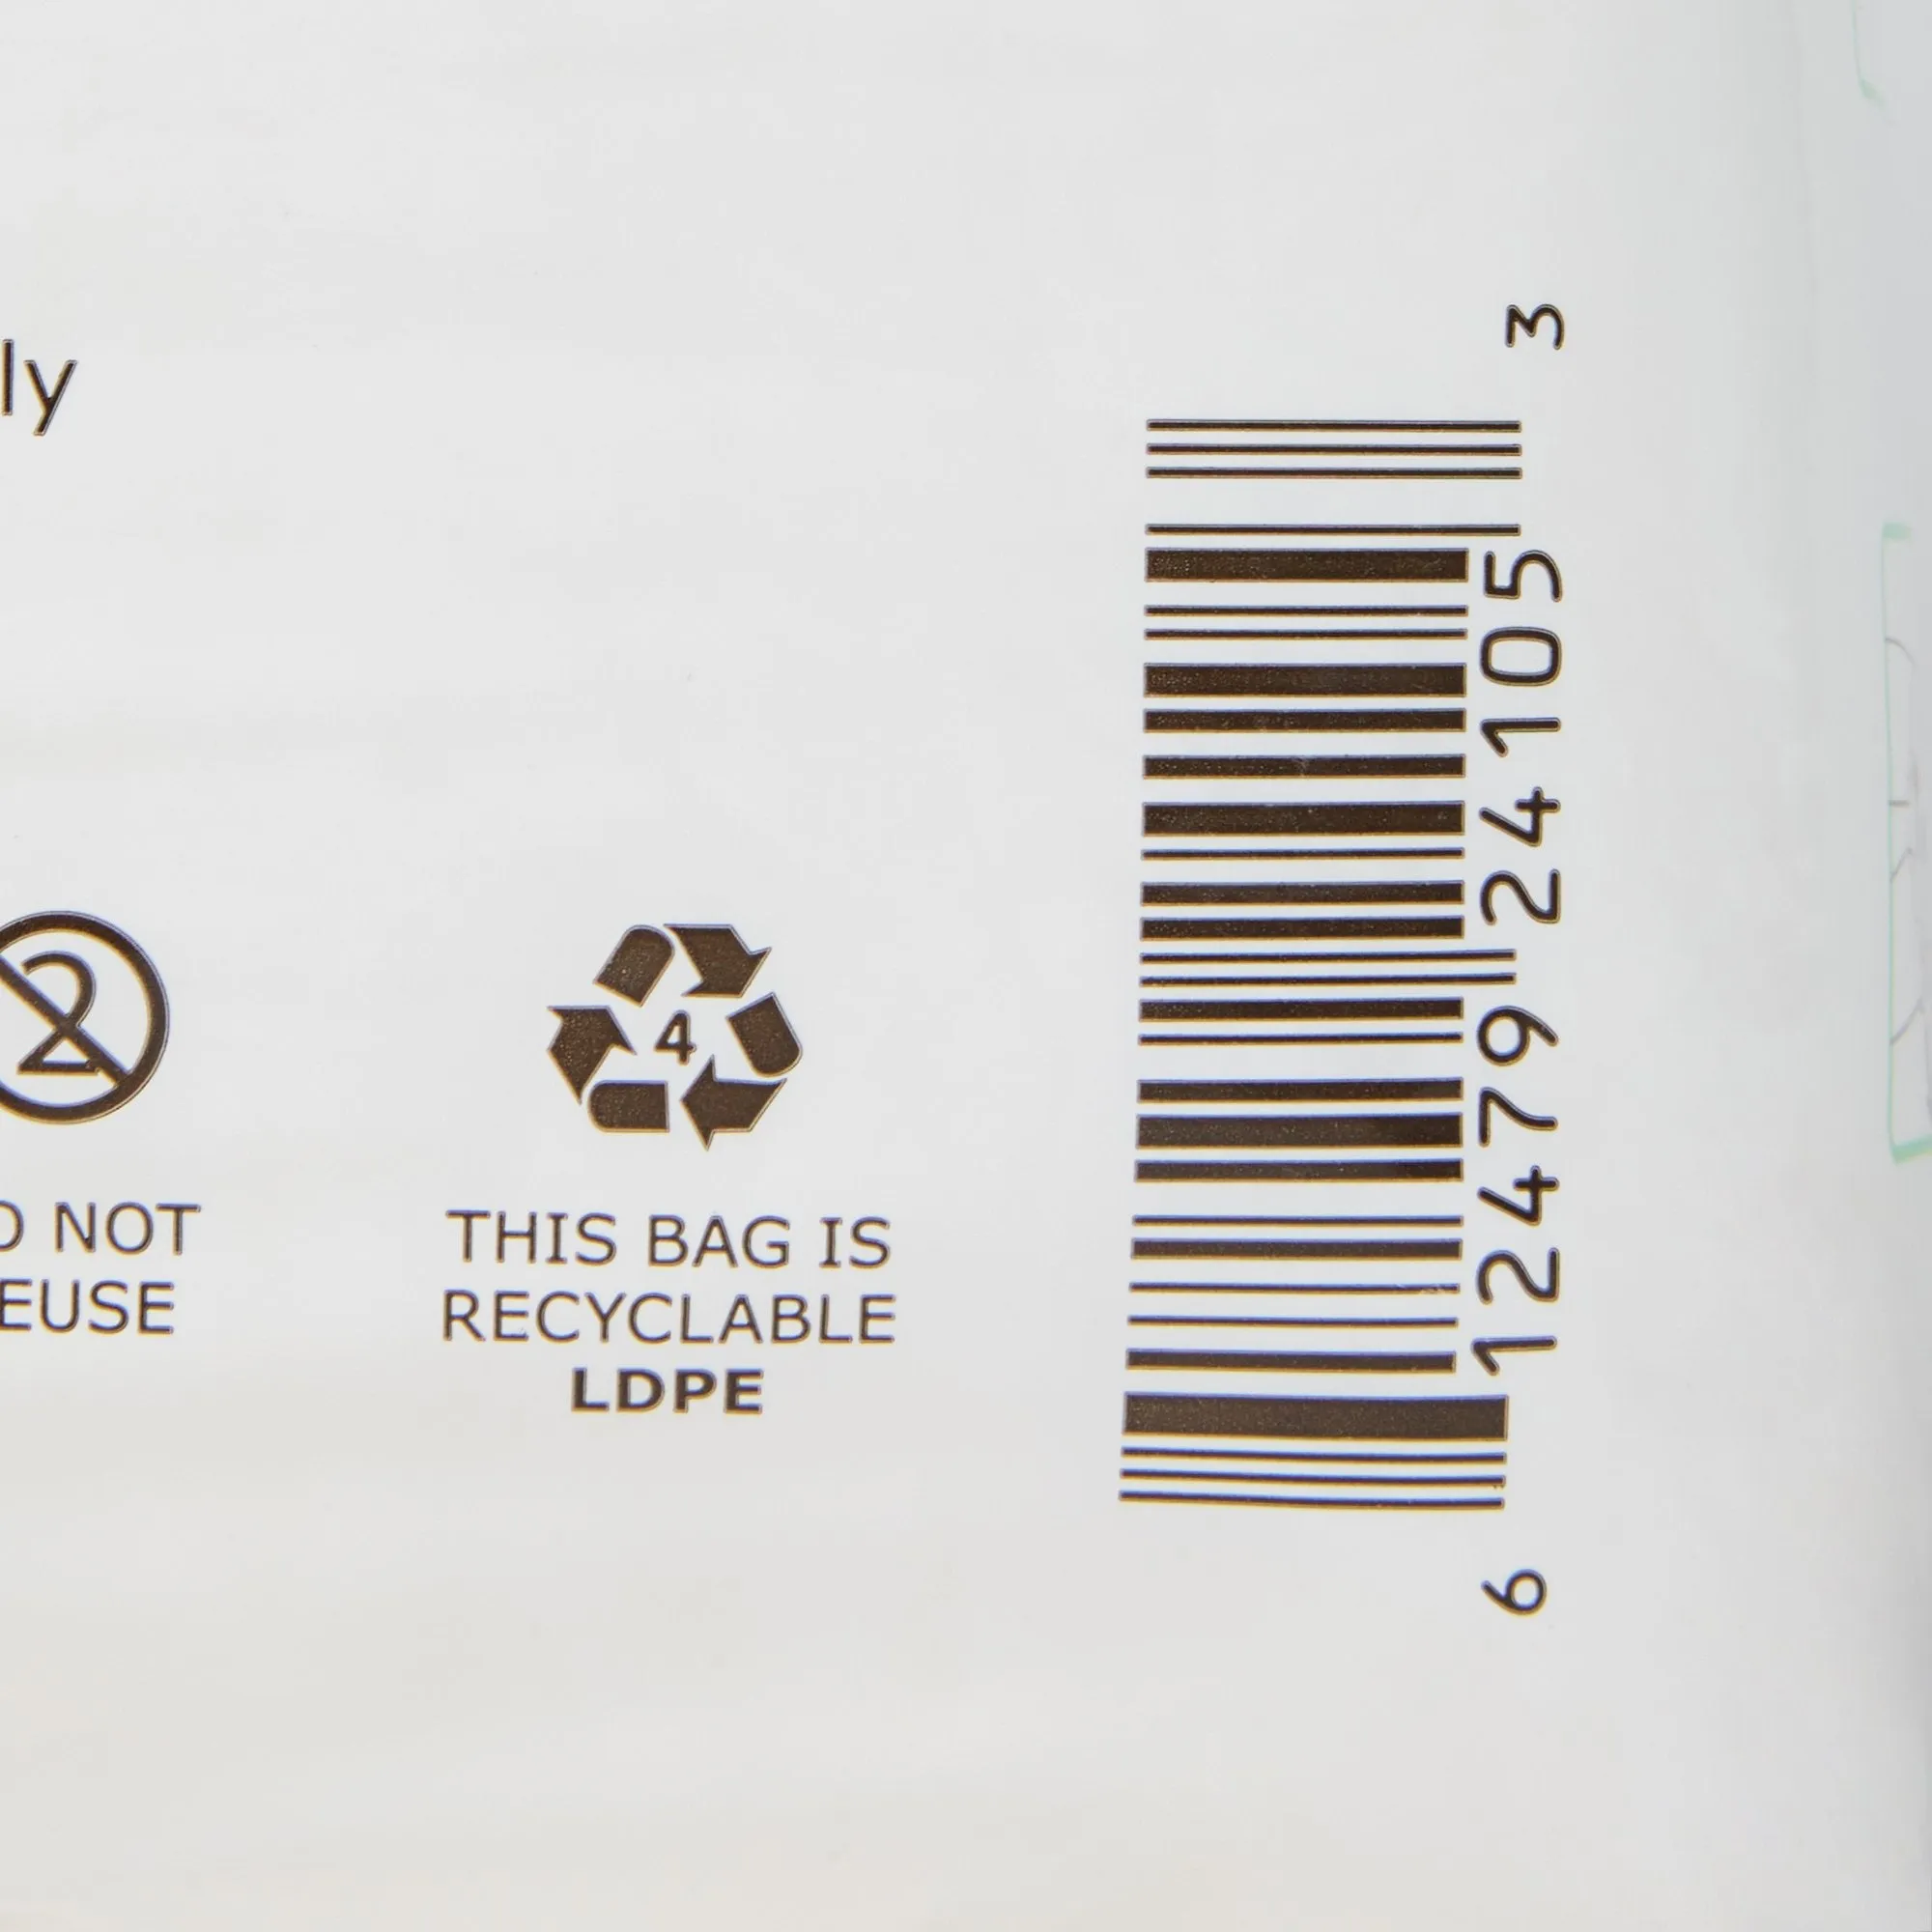 ly
2
D NOT
EUSE
4
THIS BAG IS
RECYCLABLE
LDPE
6 12479 24105 3